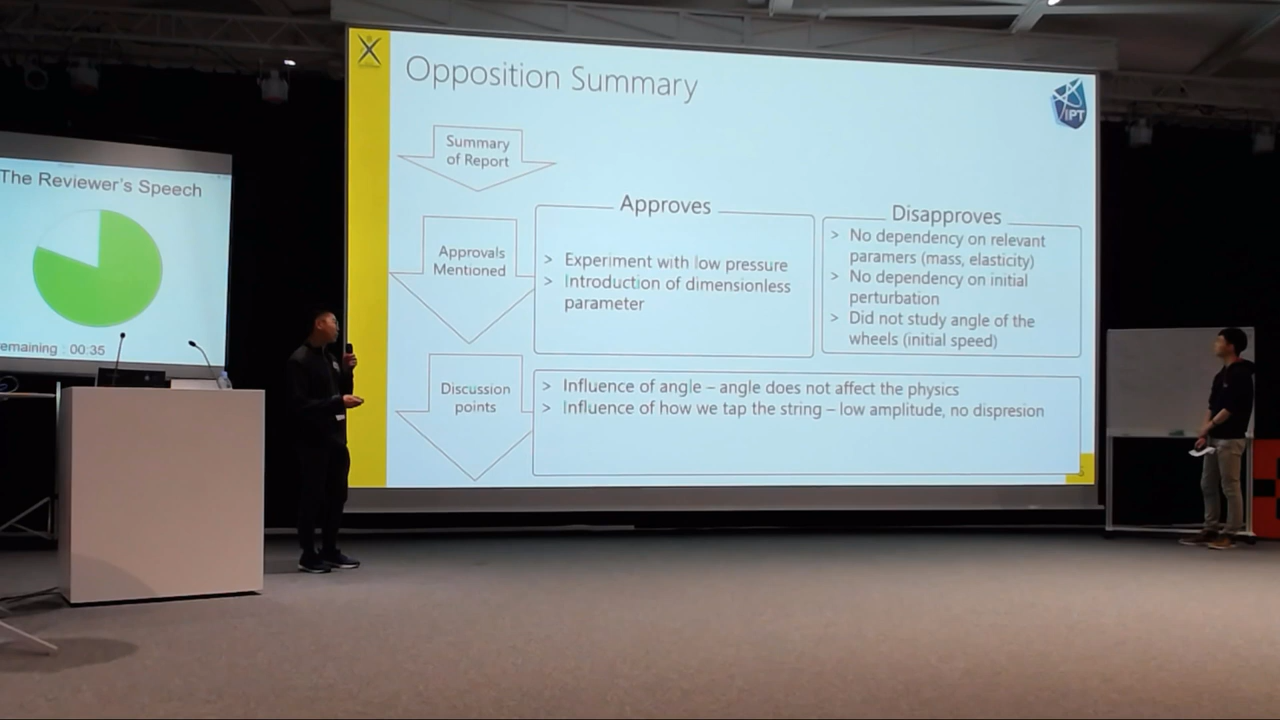 The Reviewer's Speech
emaining : 00:35
Opposition Summary
IPT
Summary
of Report
Approvals
Mentioned
Approves
> Experiment with low pressure
> Introduction of dimensionless
parameter
Disapproves
> No dependency on relevant
paramers (mass, elasticity)
> No dependency on initial
perturbation
> Did not study angle of the
wheels (initial speed)
Discussion
points
> Influence of angle – angle does not affect the physics
> Influence of how we tap the string – low amplitude, no dispresion